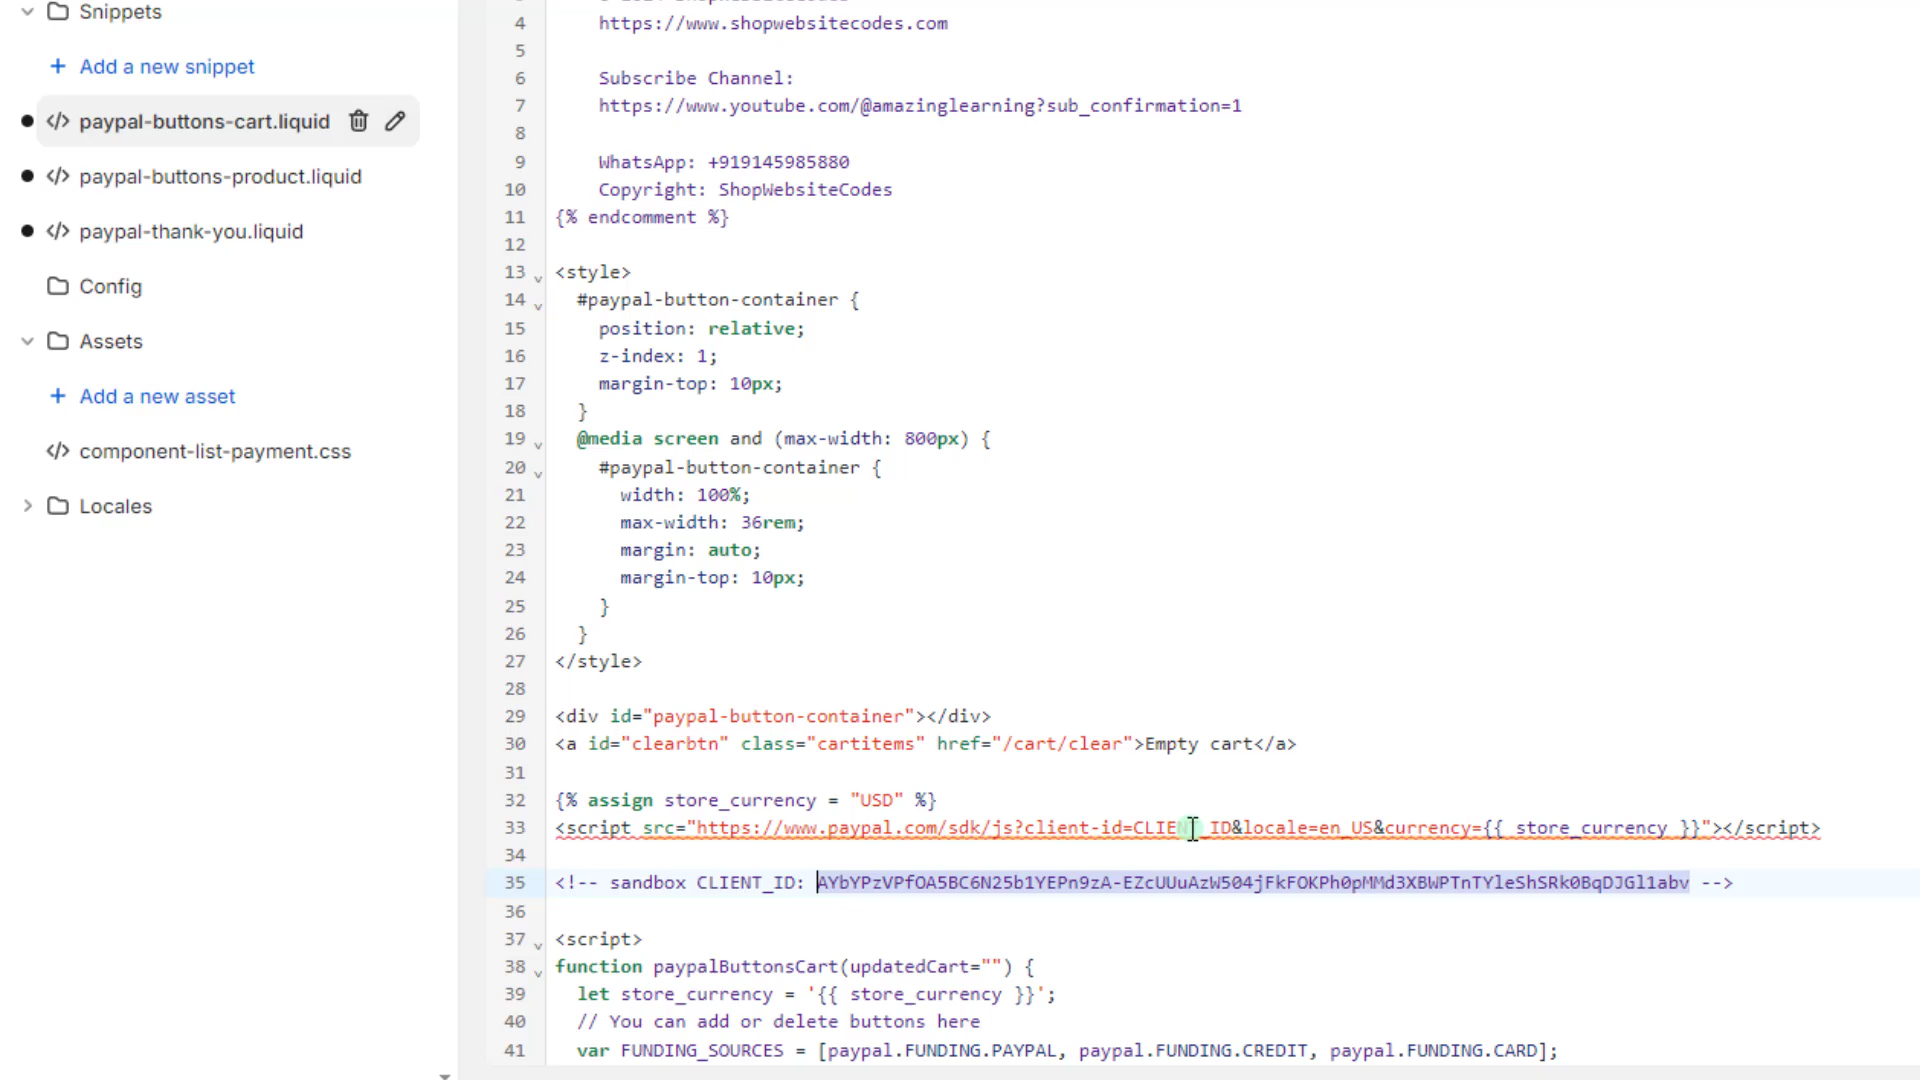 Snippets
+ Add a new snippet
</> paypal-buttons-cart.liquid
</> paypal-buttons-product.liquid
</> paypal-thank-you.liquid
Config
Assets
+ Add a new asset
</> component-list-payment.css
Locales
4 https://www.shopwebsitecodes.com
5
6 Subscribe Channel:
7 https://www.youtube.com/@amazinglearning?sub_confirmation=1
8
9 WhatsApp: +919145985880
10 Copyright: ShopWebsiteCodes
11 {% endcomment %}
12
13 <style>
14 #paypal-button-container {
15 position: relative;
16 z-index: 1;
17 margin-top: 10px;
18 }
19 @media screen and (max-width: 800px) {
20 #paypal-button-container {
21 width: 100%;
22 max-width: 36rem;
23 margin: auto;
24 margin-top: 10px;
25 }
26 }
27 </style>
28
29 <div id="paypal-button-container"></div>
30 <a id="clearbtn" class="cartitems" href="/cart/clear">Empty cart</a>
31
32 {% assign store_currency = "USD" %}
33 <script src="https://www.paypal.com/sdk/js?client-id=CLIENT_ID&locale=en_US&currency={{ store_currency }}"></script>
34
35 <!-- sandbox CLIENT_ID: AYbYPzVPfOA5BC6N25b1YEPn9zA-EZcUUuAzW504jFkFOKPh0pMMd3XBWPTnTYleShSRk0BqDJGl1abv -->
36
37 <script>
38 function paypalButtonsCart(updatedCart="") {
39 let store_currency = '{{ store_currency }}';
40 // You can add or delete buttons here
41 var FUNDING_SOURCES = [paypal.FUNDING.PAYPAL, paypal.FUNDING.CREDIT, paypal.FUNDING.CARD];